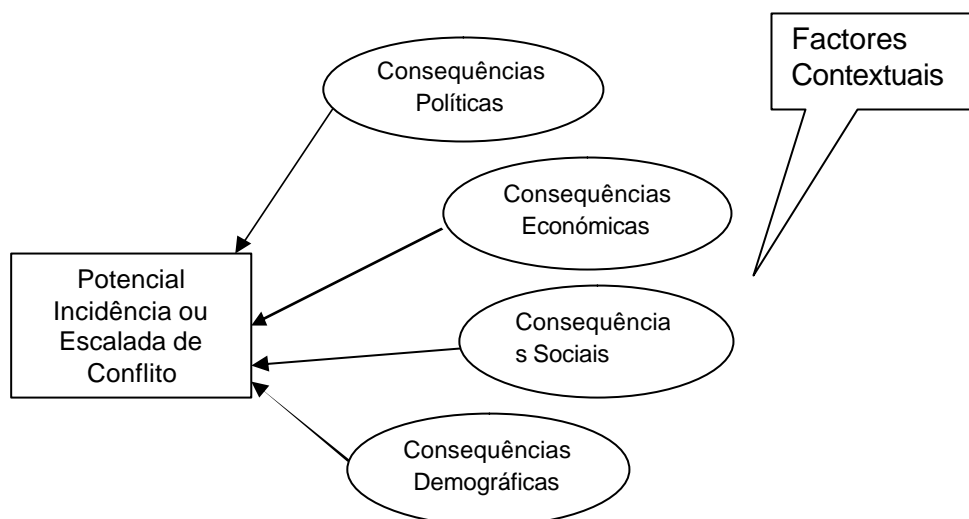 Factores
Contextuais
Consequências
Políticas
Consequências
Económicas
Potencial
Incidência ou
Escalada de
Conflito
Consequência
s Sociais
Consequências
Demográficas